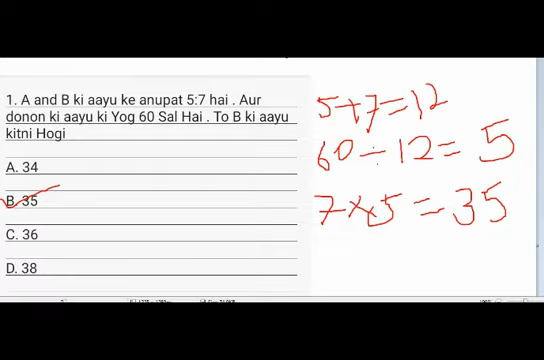 1. A and B ki aayu ke anupat 5:7 hai . Aur
donon ki aayu ki Yog 60 Sal Hai . To B ki aayu
kitni Hogi
A. 34
B. 35
C. 36
D. 38
5+7=12
60÷12=5
7×5=35